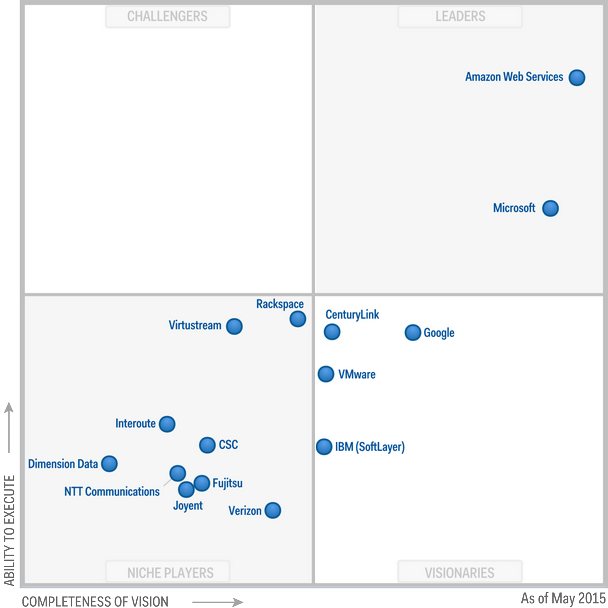 CHALLENGERS
LEADERS
Amazon Web Services
Microsoft
Rackspace
Virtustream
CenturyLink
Google
VMware
Interoute
CSC
IBM (SoftLayer)
Dimension Data
NTT Communications
Fujitsu
Joyent
Verizon
NICHE PLAYERS
VISIONARIES
ABILITY TO EXECUTE
COMPLETENESS OF VISION
As of May 2015